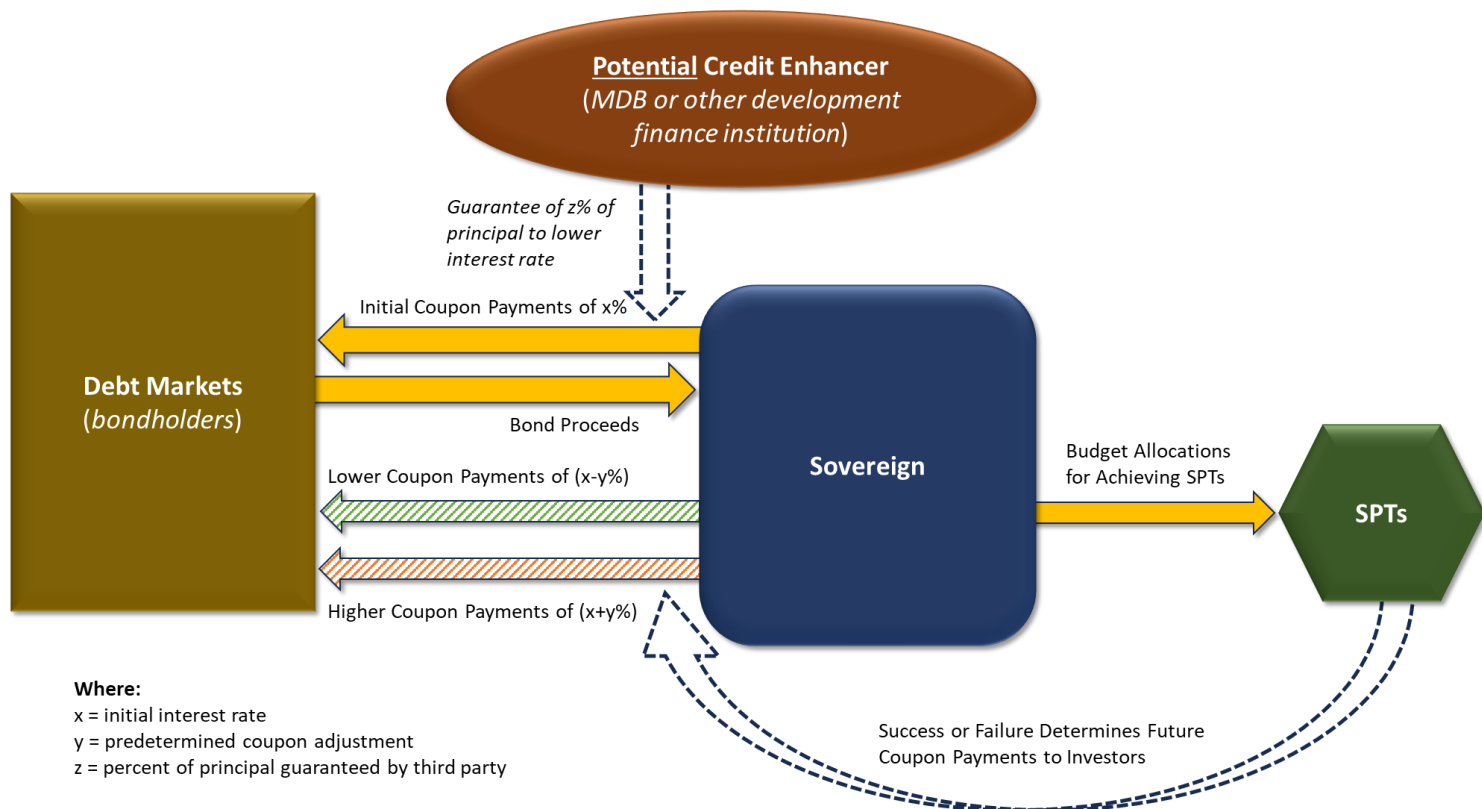 Potential Credit Enhancer
(MDB or other development
finance institution)
Guarantee of z% of
principal to lower
interest rate
Initial Coupon Payments of x%
Debt Markets
(bondholders)
Bond Proceeds
Sovereign
Lower Coupon Payments of (x-y%)
Higher Coupon Payments of (x+y%)
Budget Allocations
for Achieving SPTs
SPTs
Where:
x = initial interest rate
y = predetermined coupon adjustment
z = percent of principal guaranteed by third party
Success or Failure Determines Future
Coupon Payments to Investors